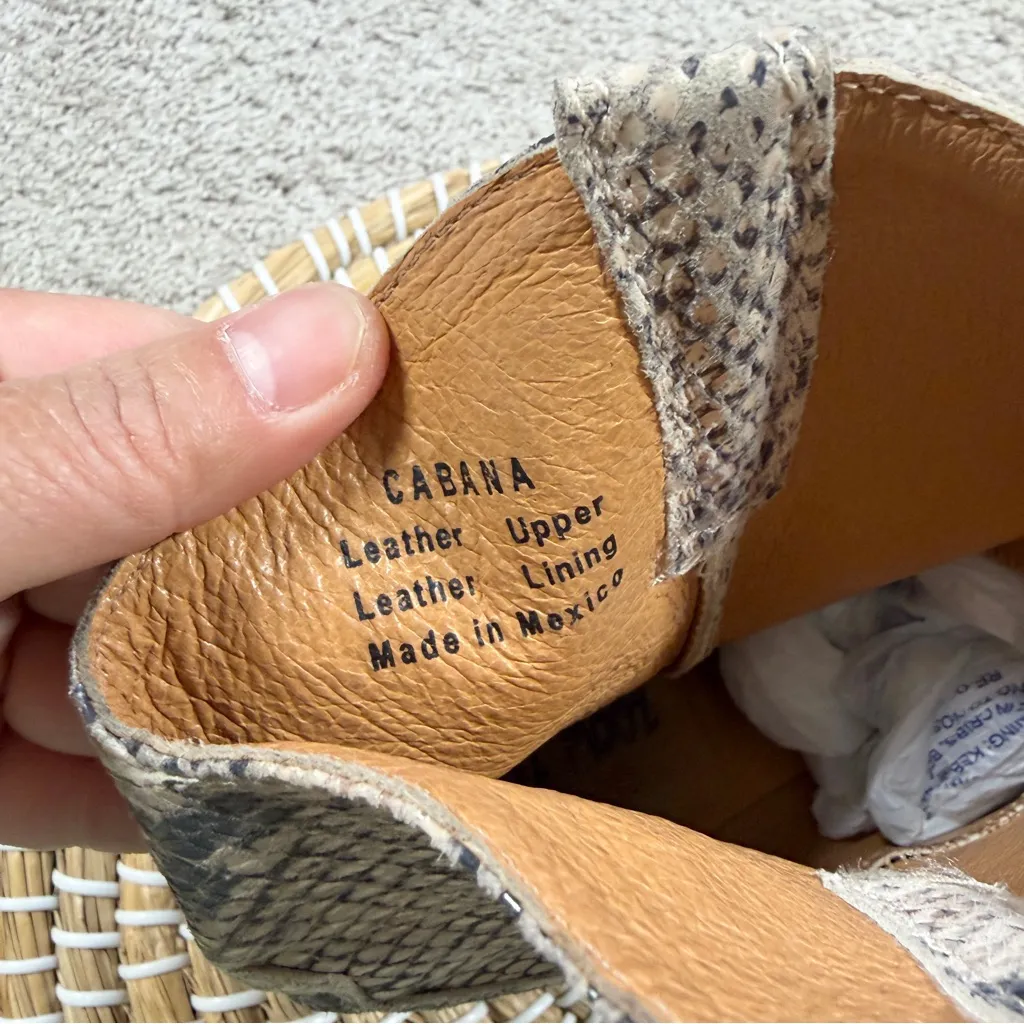 CABANA
Leather Upper
Leather Lining
Made in Mexico